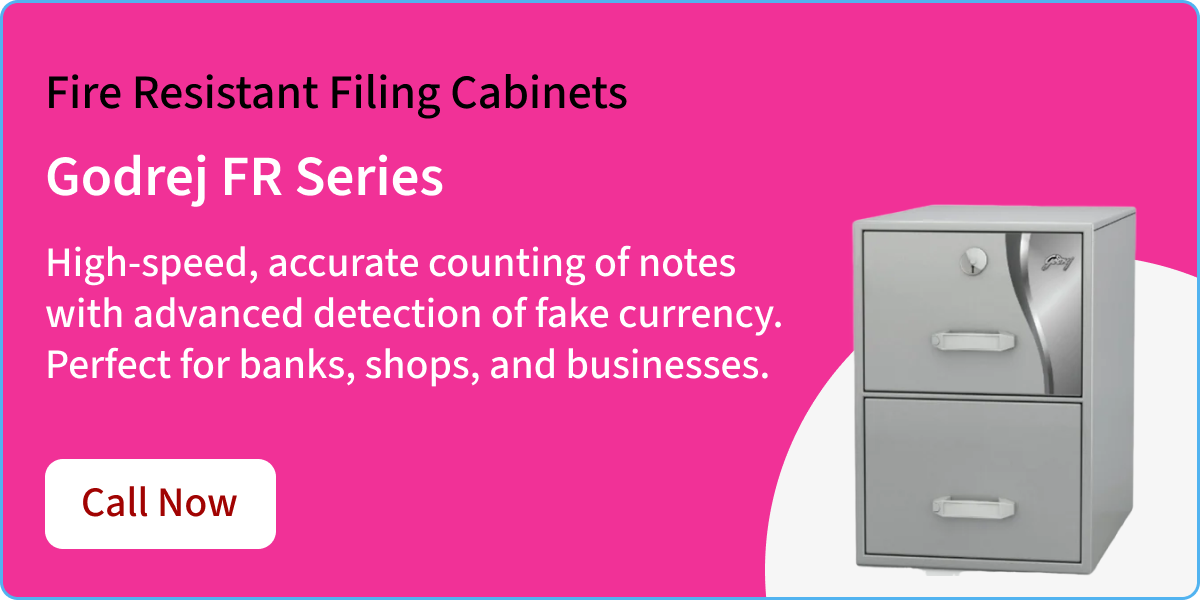 Fire Resistant Filing Cabinets
Godrej FR Series
High-speed, accurate counting of notes
with advanced detection of fake currency.
Perfect for banks, shops, and businesses.
Call Now
Godrej